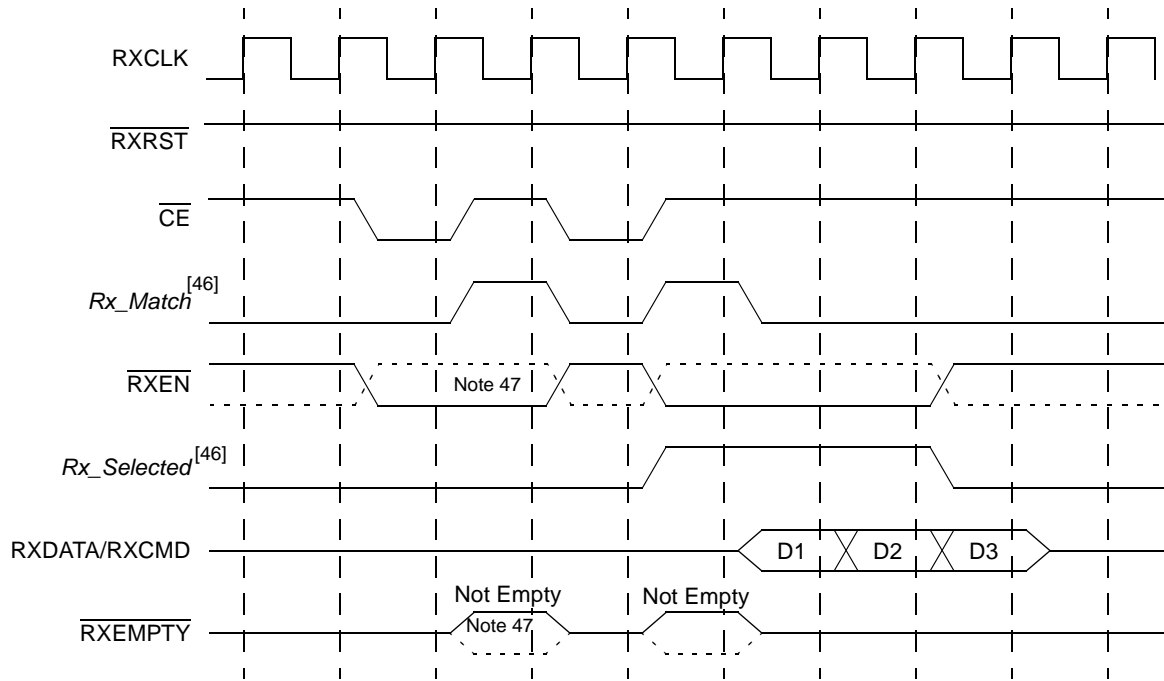 RXCLK
RXRST
CE
Rx_Match[46]
RXEN
Note 47
Rx_Selected[46]
RXDATA/RXCMD
D1 D2 D3
Not Empty Not Empty
RXEMPTY
Note 47